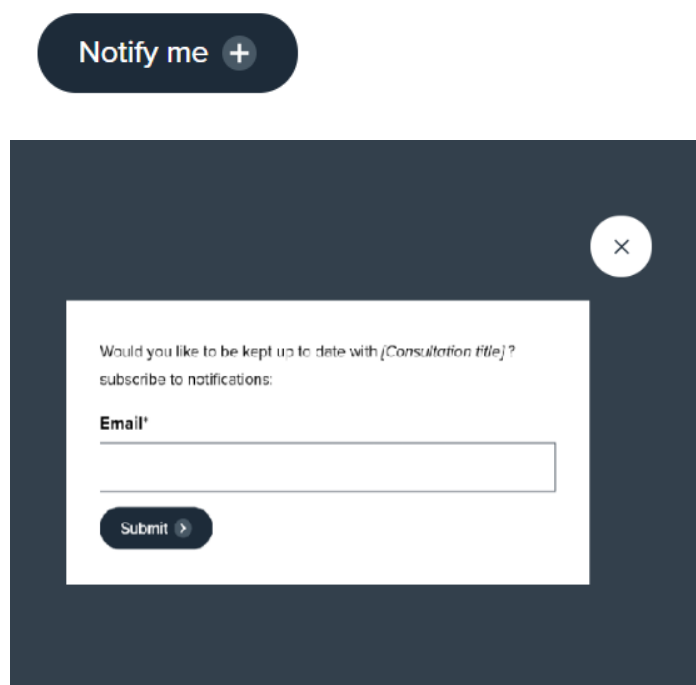 Notify me
Would you like to be kept up to date with [Consultation title] ?
subscribe to notifications:
Email*
Submit